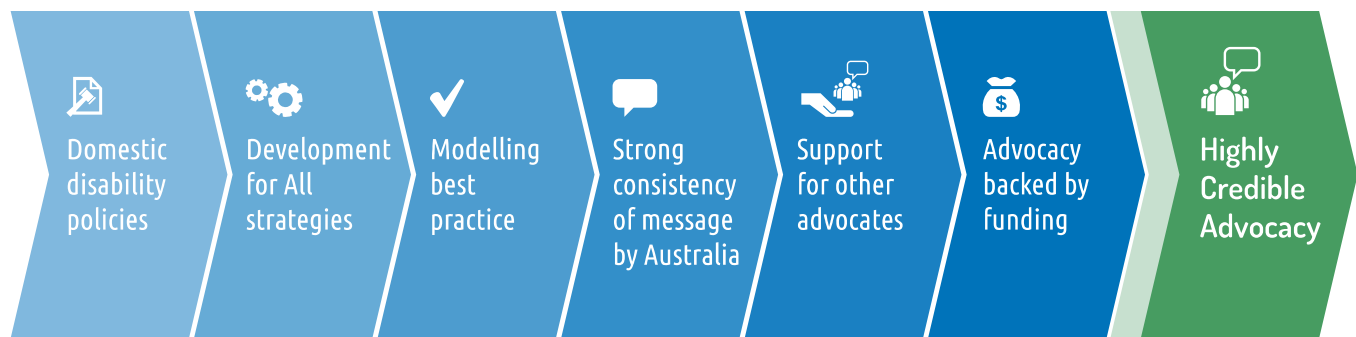 Domestic
disability
policies
Development
for All
strategies
Modelling
best
practice
Strong
consistency
of message
by Australia
Support
for other
advocates
$
Advocacy
backed by
funding
Highly
Credible
Advocacy